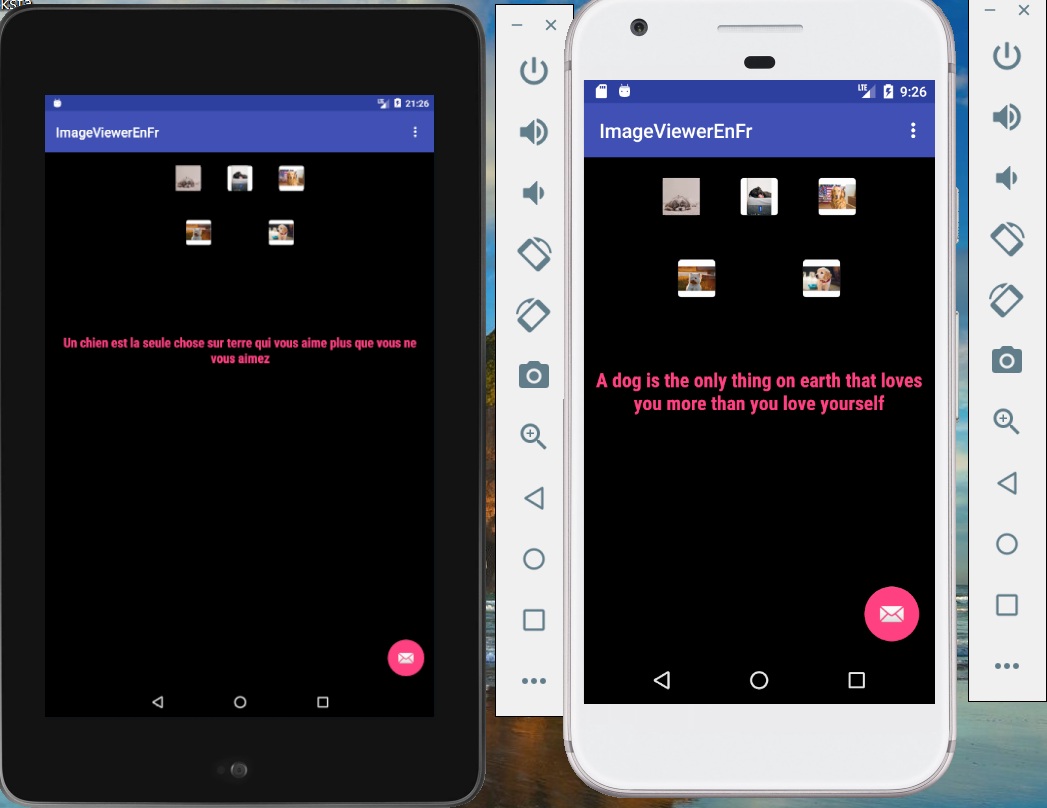 21:26
ImageViewerEnFr
Un chien est la seule chose sur terre qui vous aime plus que vous ne
vous aimez
LTE 9:26
ImageViewerEnFr
A dog is the only thing on earth that loves
you more than you love yourself